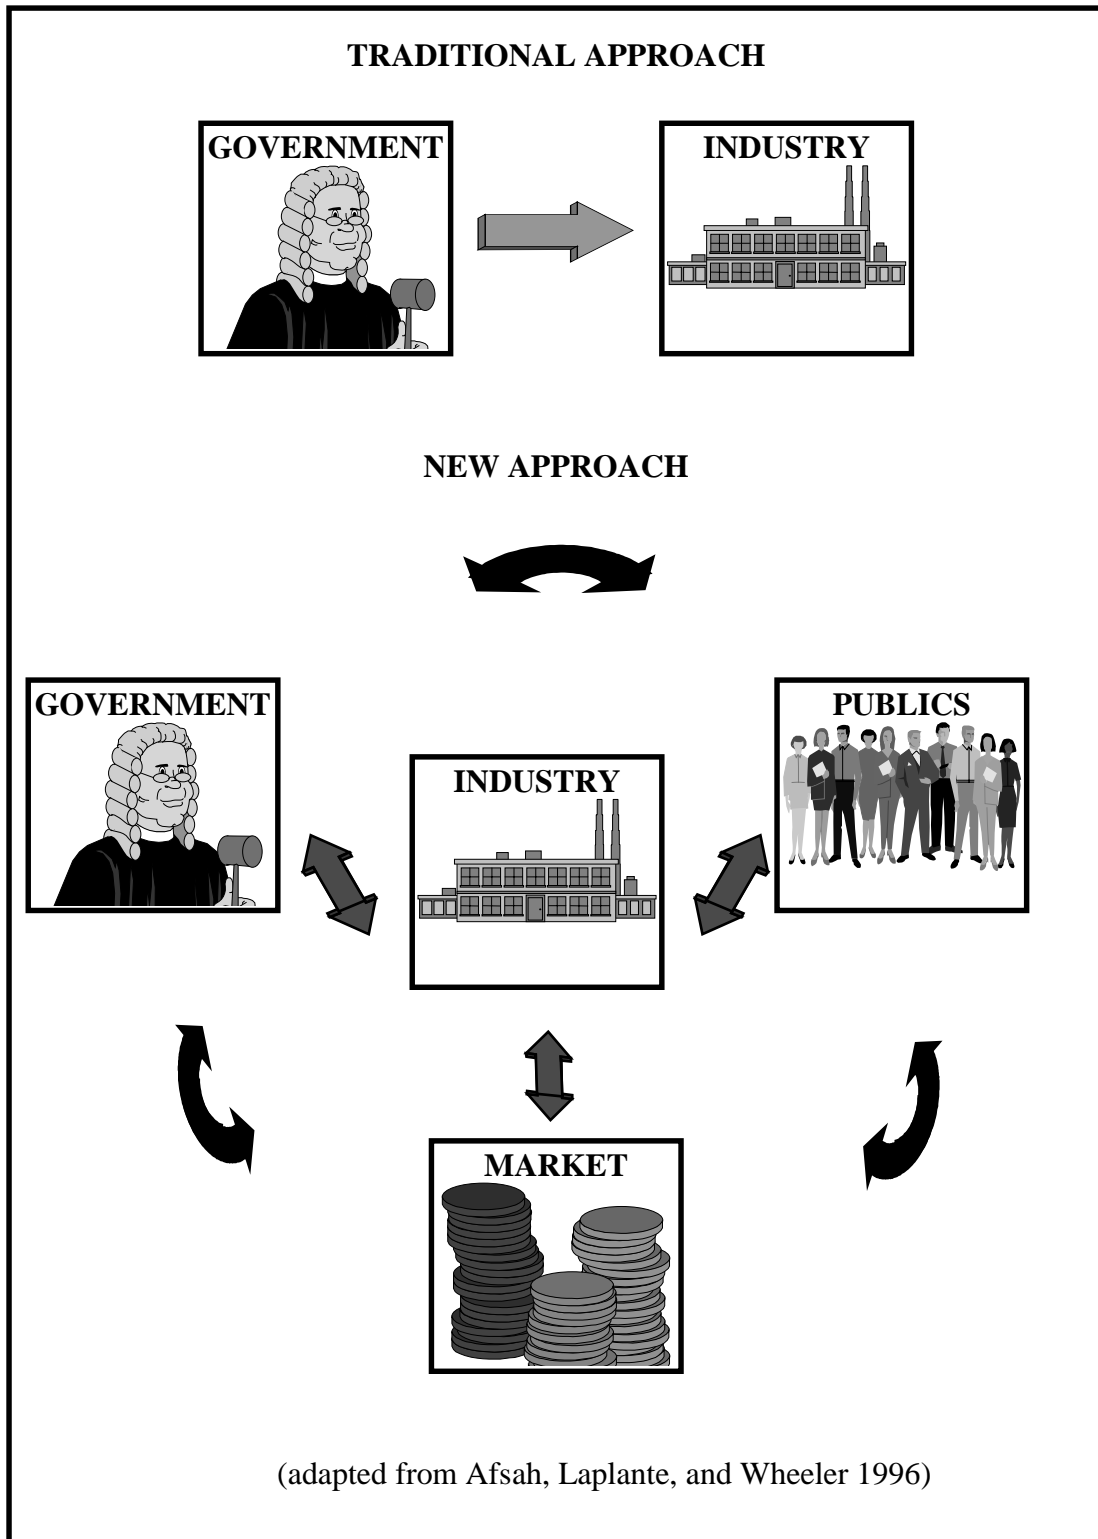 TRADITIONAL APPROACH
GOVERNMENT
INDUSTRY
NEW APPROACH
GOVERNMENT
PUBLICS
INDUSTRY
MARKET
(adapted from Afsah, Laplante, and Wheeler 1996)